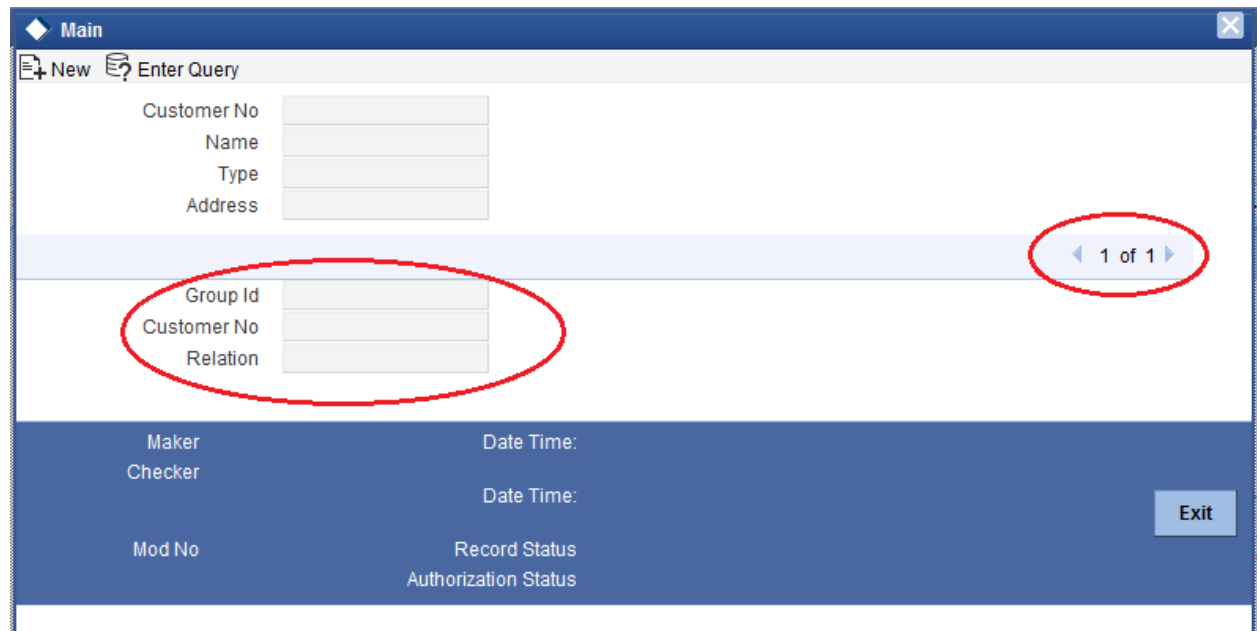 Main
New Enter Query
Customer No
Name
Type
Address
1 of 1
Group Id
Customer No
Relation
Maker Date Time:
Checker
Date Time:
Exit
Mod No Record Status
Authorization Status